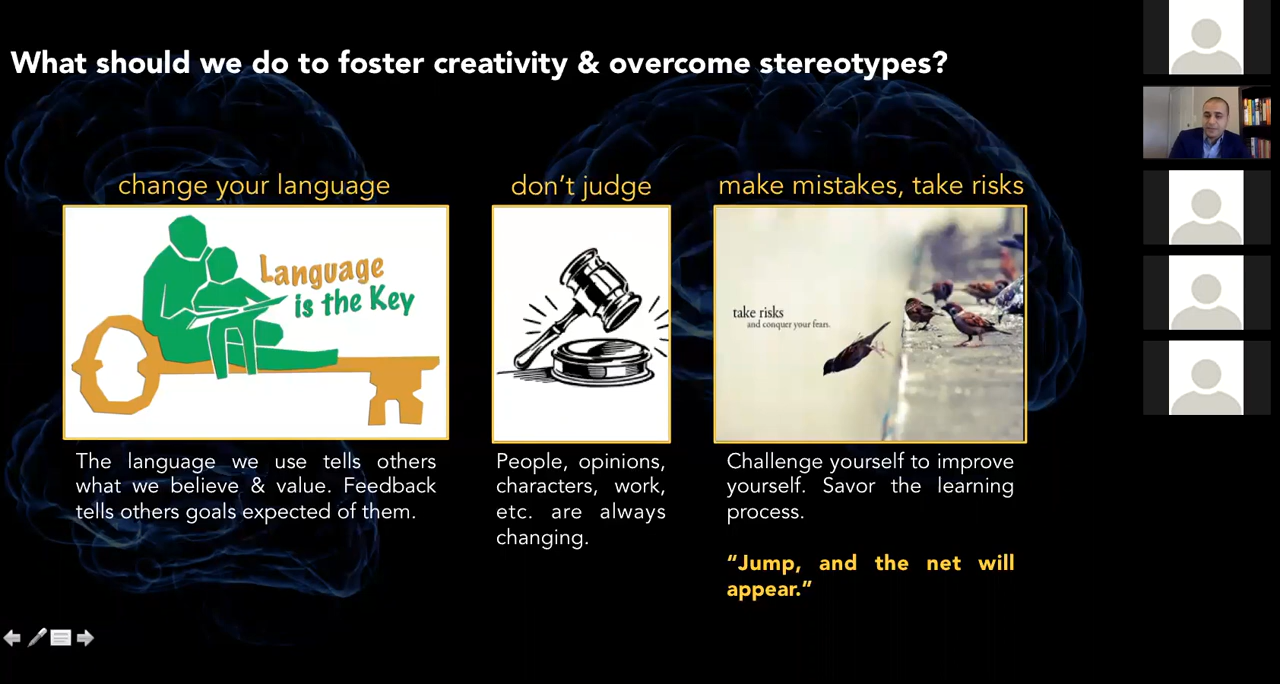 What should we do to foster creativity & overcome stereotypes?
change your language
Language
is the Key
The language we use tells others
what we believe & value. Feedback
tells others goals expected of them.
don't judge
People, opinions,
characters, work,
etc. are always
changing.
make mistakes, take risks
take risks
and conquer your fears.
Challenge yourself to improve
yourself. Savor the learning
process.
“Jump, and the net will
appear.”